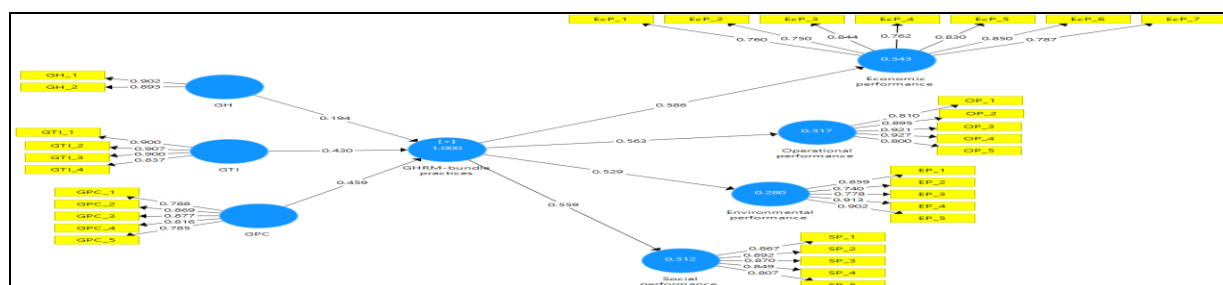 EcP_1 EcP_2 EcP_3 EcP_4 EcP_5 EcP_6 EcP_7
0.760 0.750 0.844 0.762 0.830 0.850 0.787
0.343
Economic
performance
GH_1
GH_2
0.902
0.893
GH
0.194
0.586
GTI_1
GTI_2
GTI_3
GTI_4
0.900
0.907
0.900
0.837
GTI
0.430
[+]
1.000
GHRM-bundle
practices
0.563
OP_1
OP_2
OP_3
OP_4
OP_5
0.810
0.895
0.921
0.927
0.800
0.317
Operational
performance
GPC_1
GPC_2
GPC_3
GPC_4
GPC_5
0.788
0.869
0.877
0.816
0.785
GPC
0.459
0.529
EP_1
EP_2
EP_3
EP_4
EP_5
0.859
0.740
0.778
0.913
0.902
0.280
Environmental
performance
0.559
SP_1
SP_2
SP_3
SP_4
0.867
0.892
0.870
0.849
0.807
0.312
Social
performance